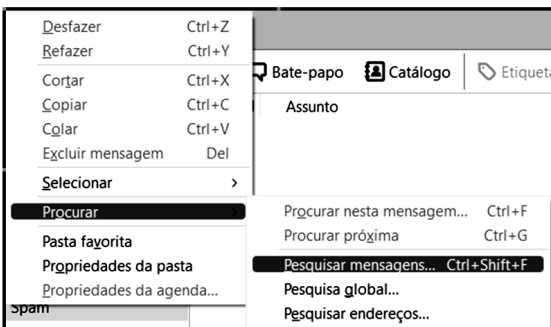 Desfazer Ctrl+Z
Refazer Ctrl+Y
Cortar Ctrl+X
Copiar Ctrl+C
Colar Ctrl+V
Excluir mensagem Del
Selecionar
Procurar
Pasta favorita
Propriedades da pasta
Propriedades da agenda...
Spam
Bate-papo Catálogo Etiqueta
Assunto
Procurar nesta mensagem... Ctrl+F
Procurar próxima Ctrl+G
Pesquisar mensagens... Ctrl+Shift+F
Pesquisa global...
Pesquisar endereços...